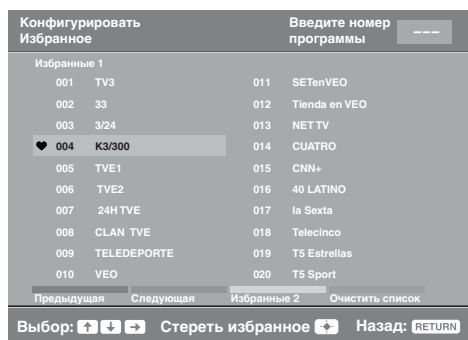 Конфигурировать
Избранное
Введите номер
программы
---
Избранные 1
001 TV3
002 33
003 3/24
004 K3/300
005 TVE1
006 TVE2
007 24H TVE
008 CLAN TVE
009 TELEDEPORTE
010 VEO
011 SETenVEO
012 Tienda en VEO
013 NET TV
014 CUATRO
015 CNN+
016 40 LATINO
017 la Sexta
018 Telecinco
019 T5 Estrellas
020 T5 Sport
Предыдущая Следующая Избранные 2 Очистить список
Выбор: Стереть избранное Назад: RETURN